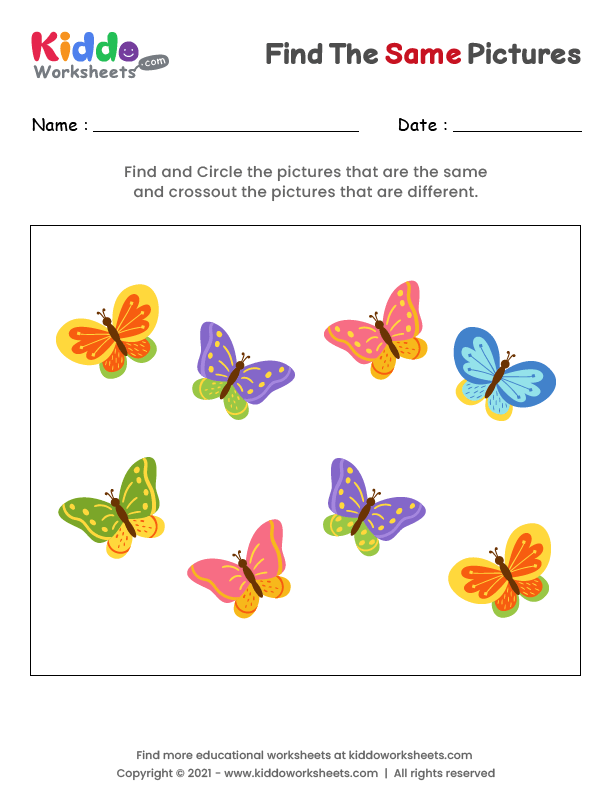 Kiddo
Worksheets
.com
Find The Same Pictures
Name :
Date :
Find and Circle the pictures that are the same
and crossout the pictures that are different.
Find more educational worksheets at kiddoworksheets.com
Copyright © 2021 - www.kiddoworksheets.com | All rights reserved